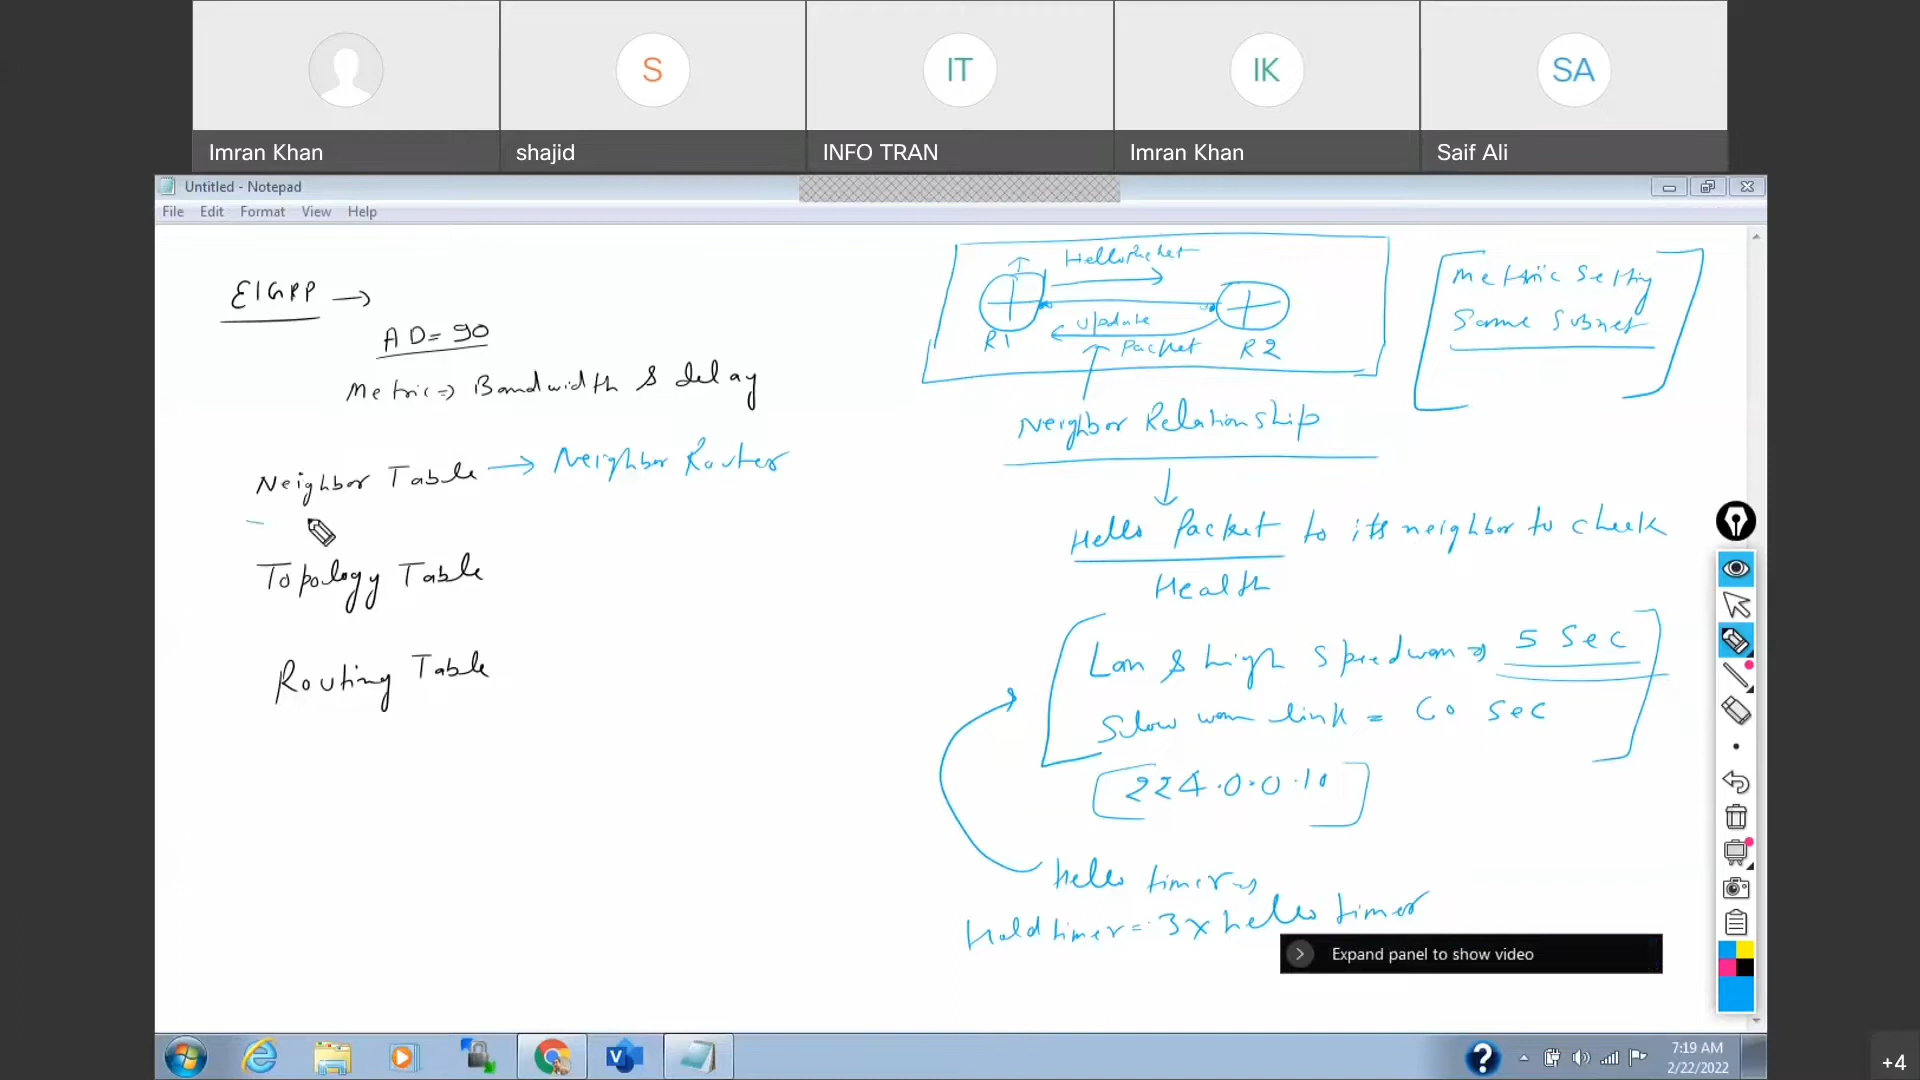 S
IT
IK
SA
Imran Khan
shajid
INFO TRAN
Imran Khan
Saif Ali
Untitled - Notepad
File Edit Format View Help
EIGRP →
AD = 90
Metric => Bandwidth & delay
Neighbor Table → Neighbor Router
Topology Table
Routing Table
Hello Packet
Update
Packet
R1
R2
Metric Setting
Same Subnet
Neighbor Relationship
Hello Packet to its neighbor to check
Health
Lan & high Speed wan => 5 Sec
Slow wan link = 60 Sec
224.0.0.10
hello timer =>
Hold timer = 3x hello timer
Expand panel to show video
7:19 AM
2/22/2022
+4